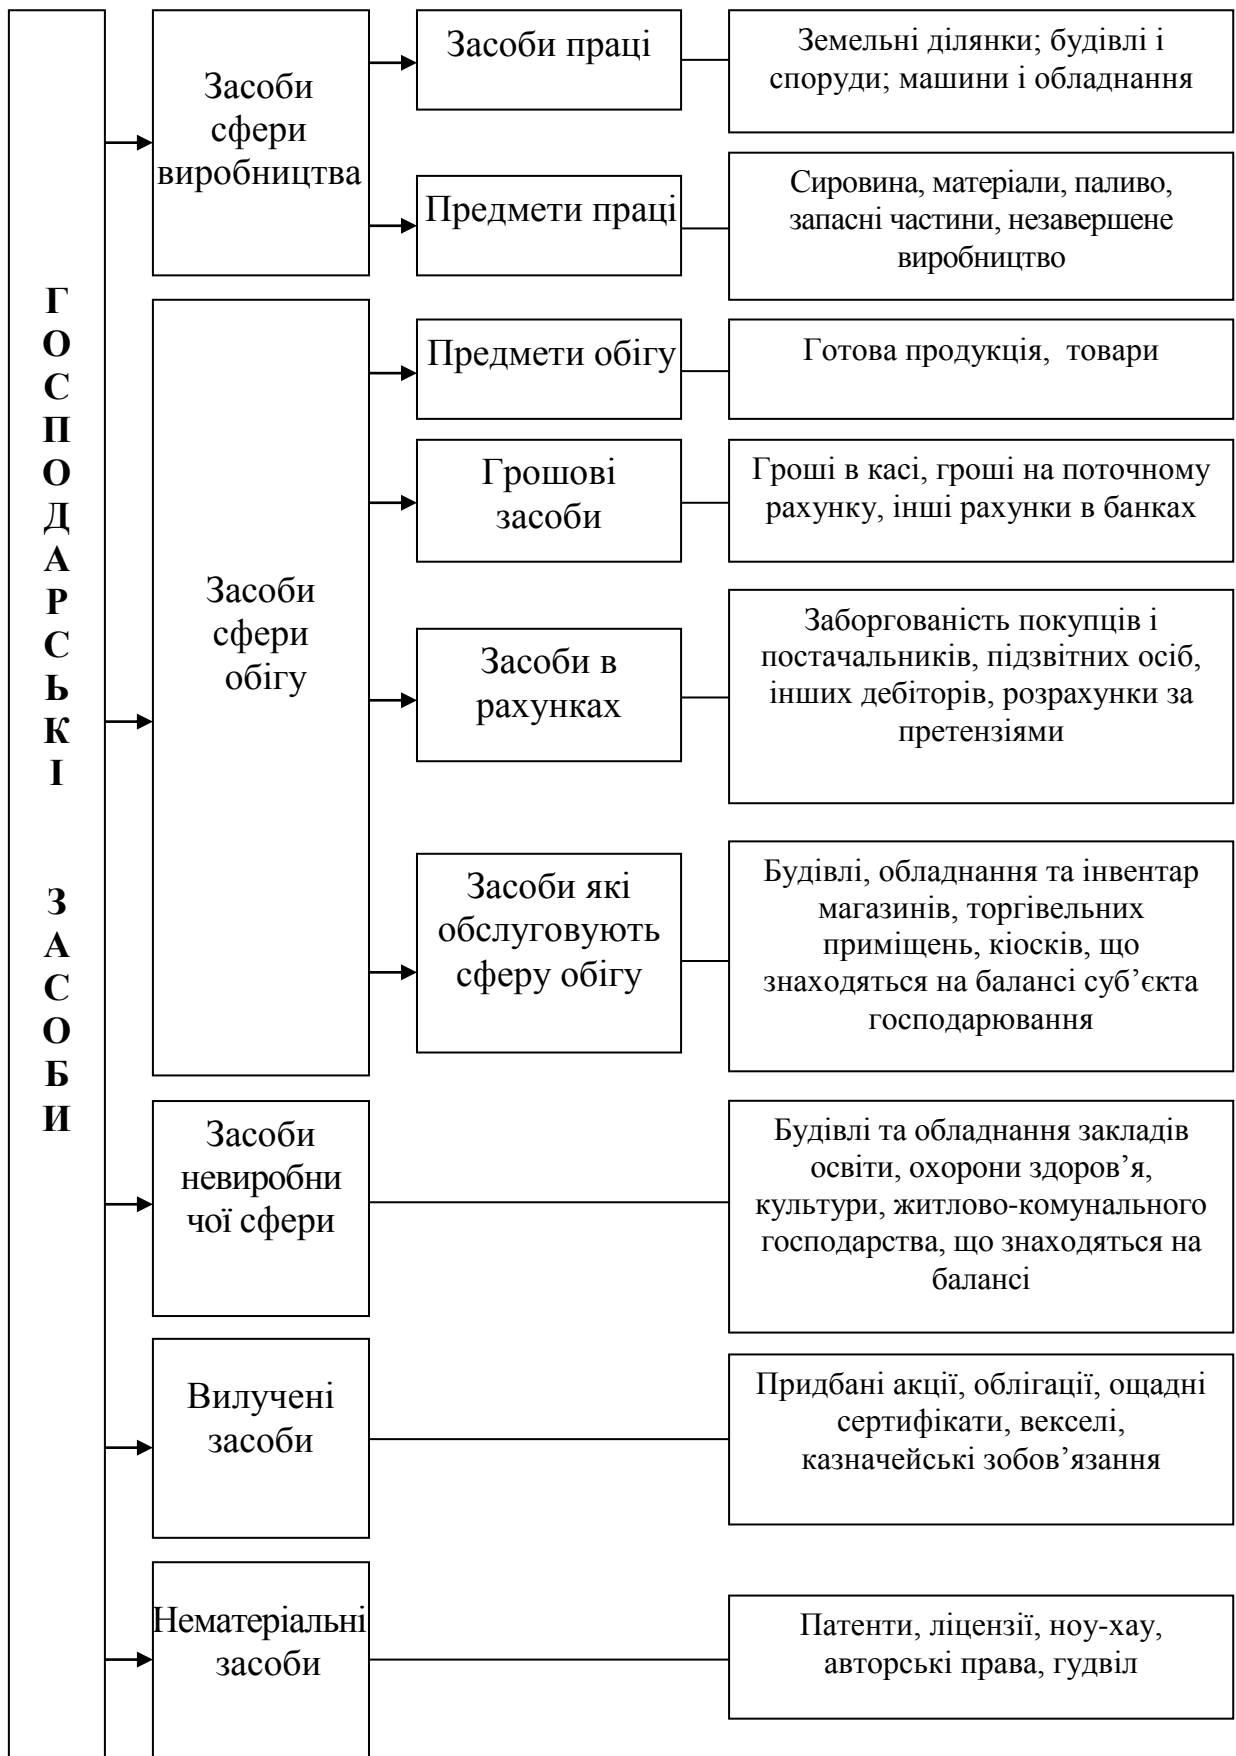 ГОСПОДАРСЬКІ ЗАСОБИ
Засоби
сфери
виробництва
Засоби праці
Земельні ділянки; будівлі і
споруди; машини і обладнання
Предмети праці
Сировина, матеріали, паливо,
запасні частини, незавершене
виробництво
Засоби
сфери
обігу
Предмети обігу
Готова продукція, товари
Грошові
засоби
Гроші в касі, гроші на поточному
рахунку, інші рахунки в банках
Засоби в
рахунках
Заборгованість покупців і
постачальників, підзвітних осіб,
інших дебіторів, розрахунки за
претензіями
Засоби які
обслуговують
сферу обігу
Будівлі, обладнання та інвентар
магазинів, торгівельних
приміщень, кіосків, що
знаходяться на балансі суб’єкта
господарювання
Засоби
невиробни
чої сфери
Будівлі та обладнання закладів
освіти, охорони здоров’я,
культури, житлово-комунального
господарства, що знаходяться на
балансі
Вилучені
засоби
Придбані акції, облігації, ощадні
сертифікати, векселі,
казначейські зобов’язання
Нематеріальні
засоби
Патенти, ліцензії, ноу-хау,
авторські права, гудвіл